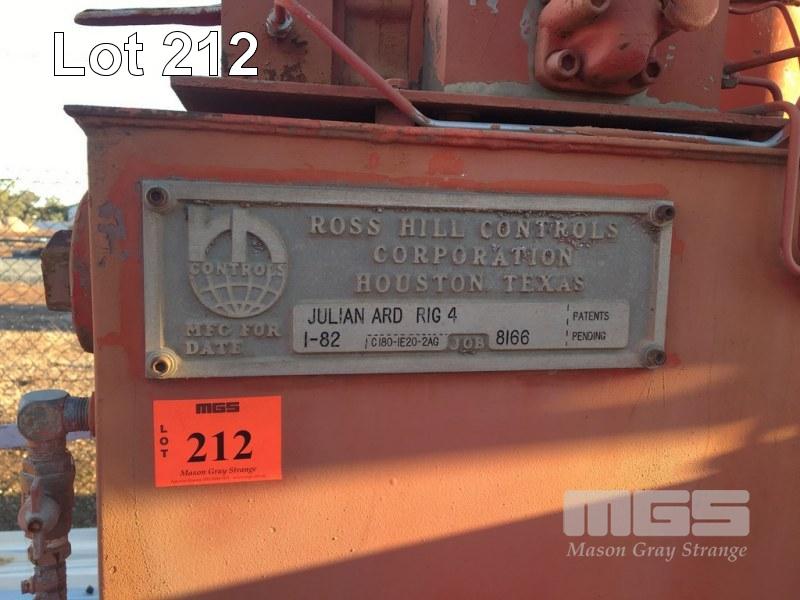 Lot 212
ROSS HILL CONTROLS
CORPORATION
HOUSTON, TEXAS
CONTROLS
MFG FOR JULIAN ARD RIG 4
DATE 1-82 C180-1E20-2AG JOB 8166
PATENTS
PENDING
MGS
LOT
212
Mason Gray Strange
MGS
Mason Gray Strange